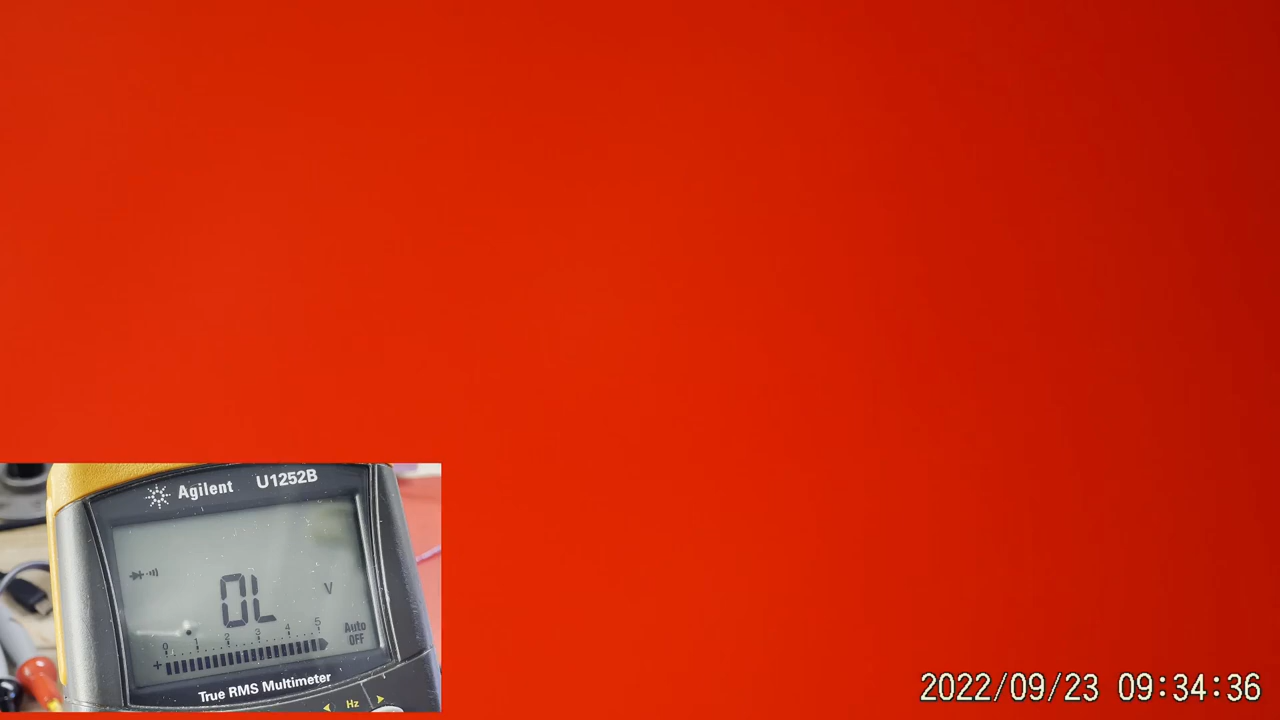 Agilent U1252B
OL V
0 1 2 3 4 5
Auto
OFF
+
True RMS Multimeter
Hz
2022/09/23 09:34:36